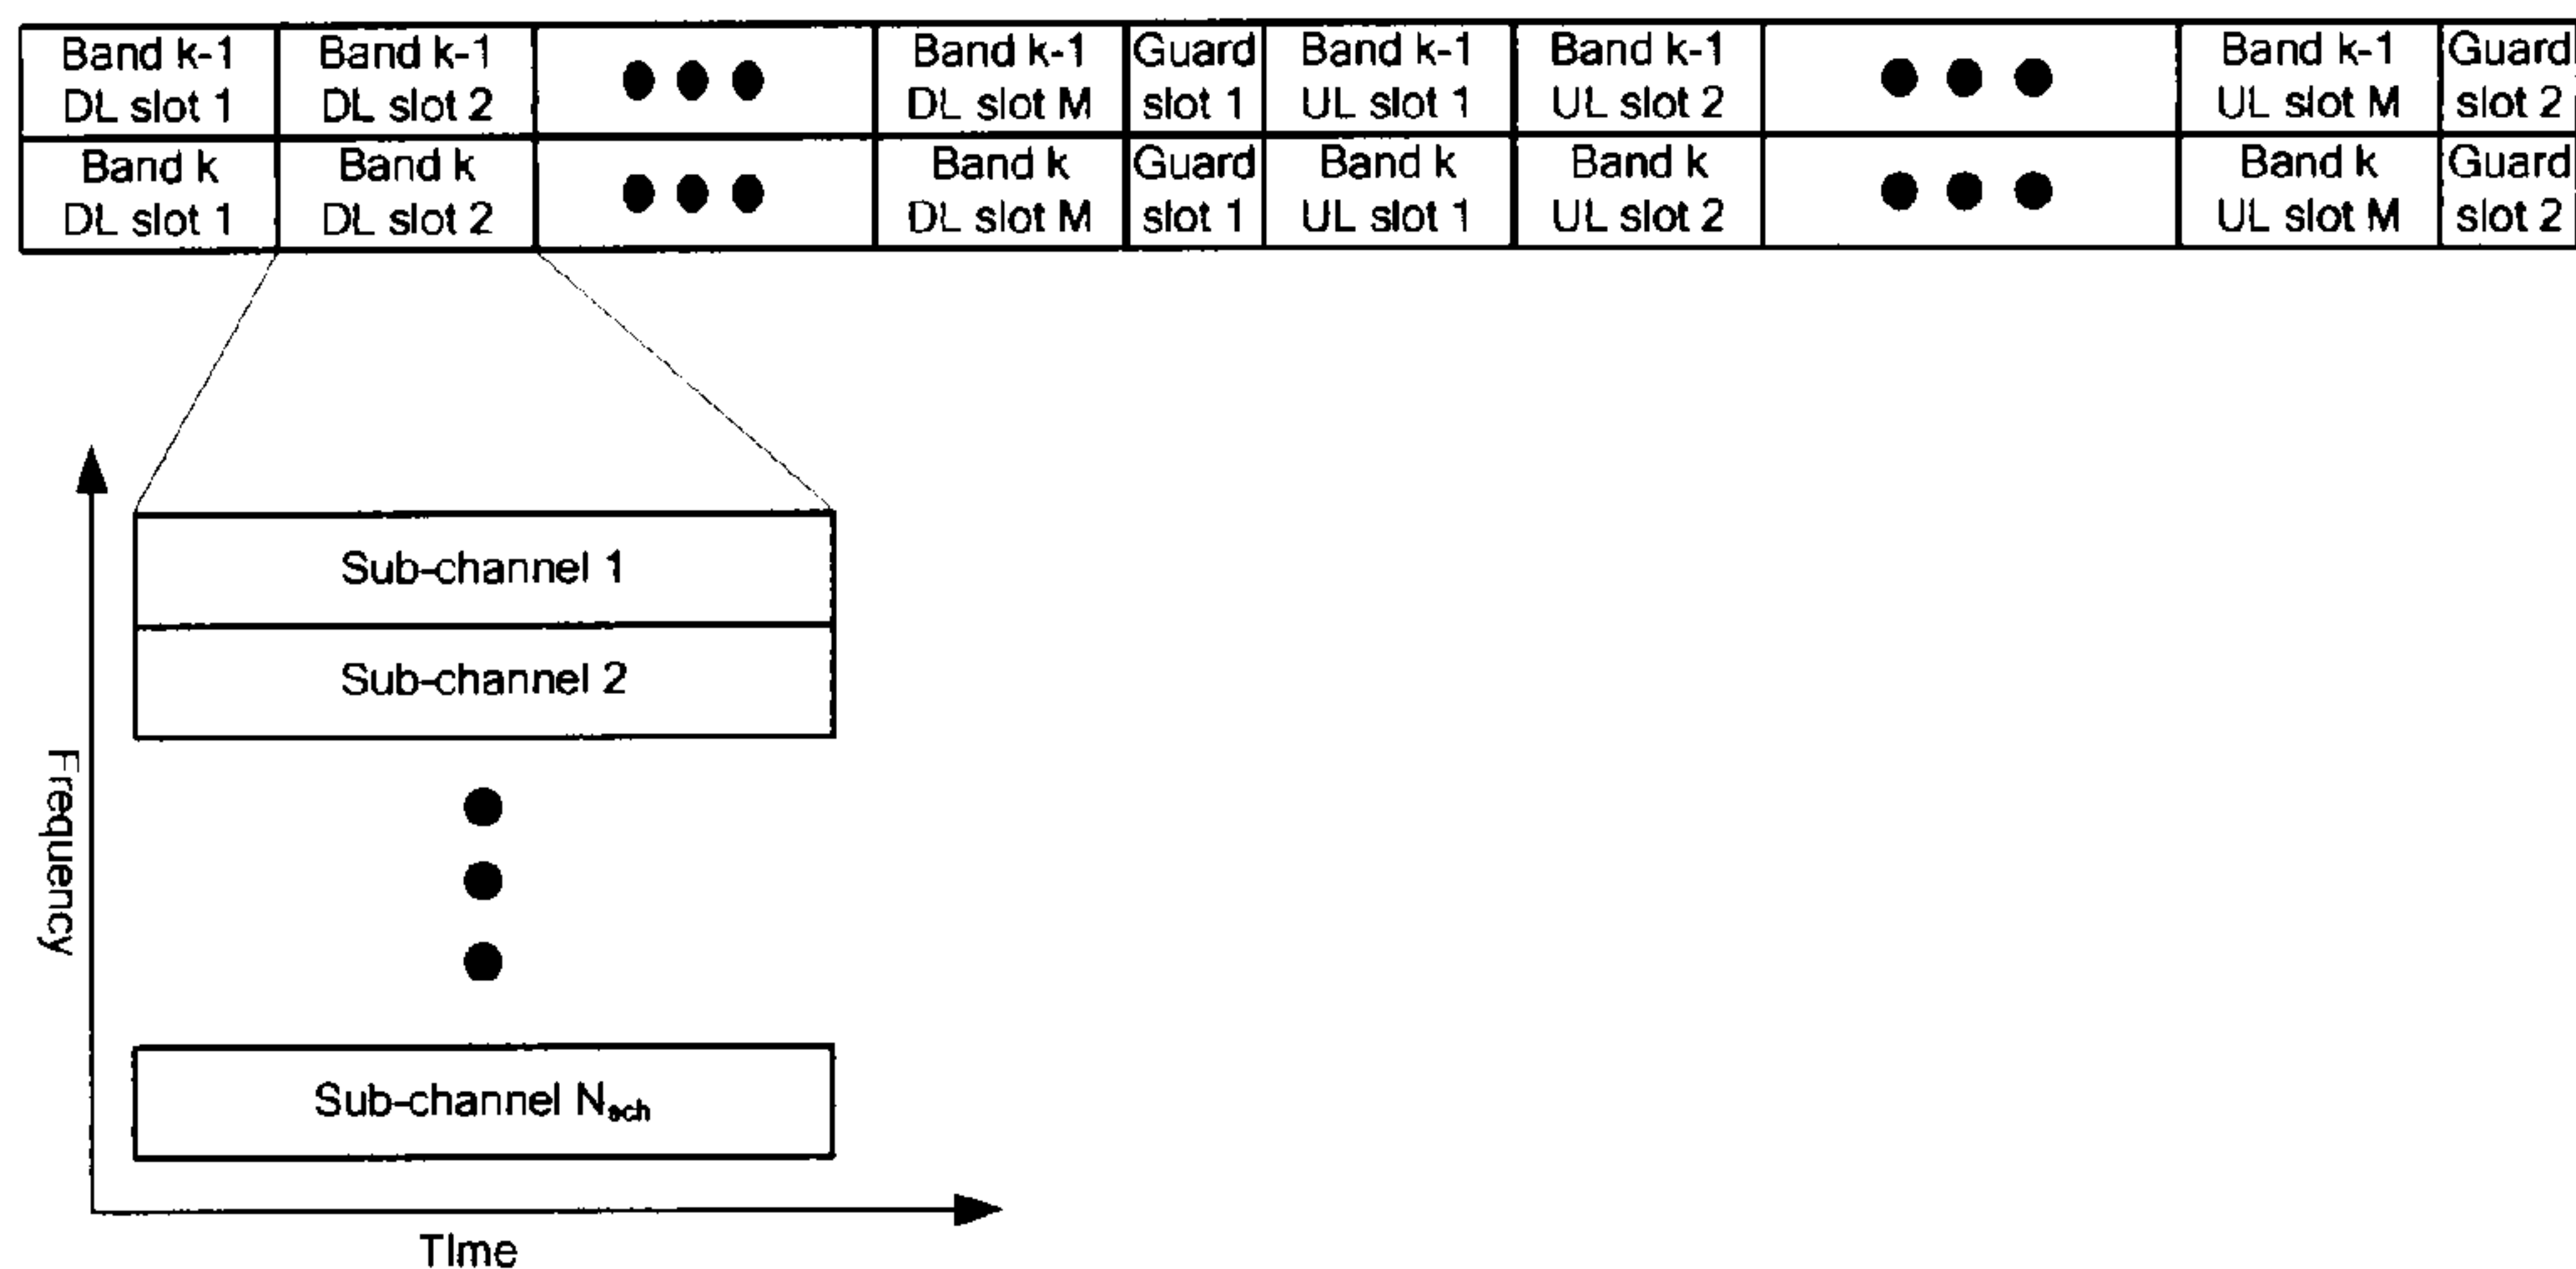 Band k-1 Band k-1 Band k-1 Guard Band k-1 Band k-1 Band k-1 Guard
DL slot 1 DL slot 2 DL slot M slot 1 UL slot 1 UL slot 2 UL slot M slot 2
Band k Band k Band k Guard Band k Band k Band k Guard
DL slot 1 DL slot 2 DL slot M slot 1 UL slot 1 UL slot 2 UL slot M slot 2
Sub-channel 1
Sub-channel 2
Sub-channel Nsch
Frequency
TIme